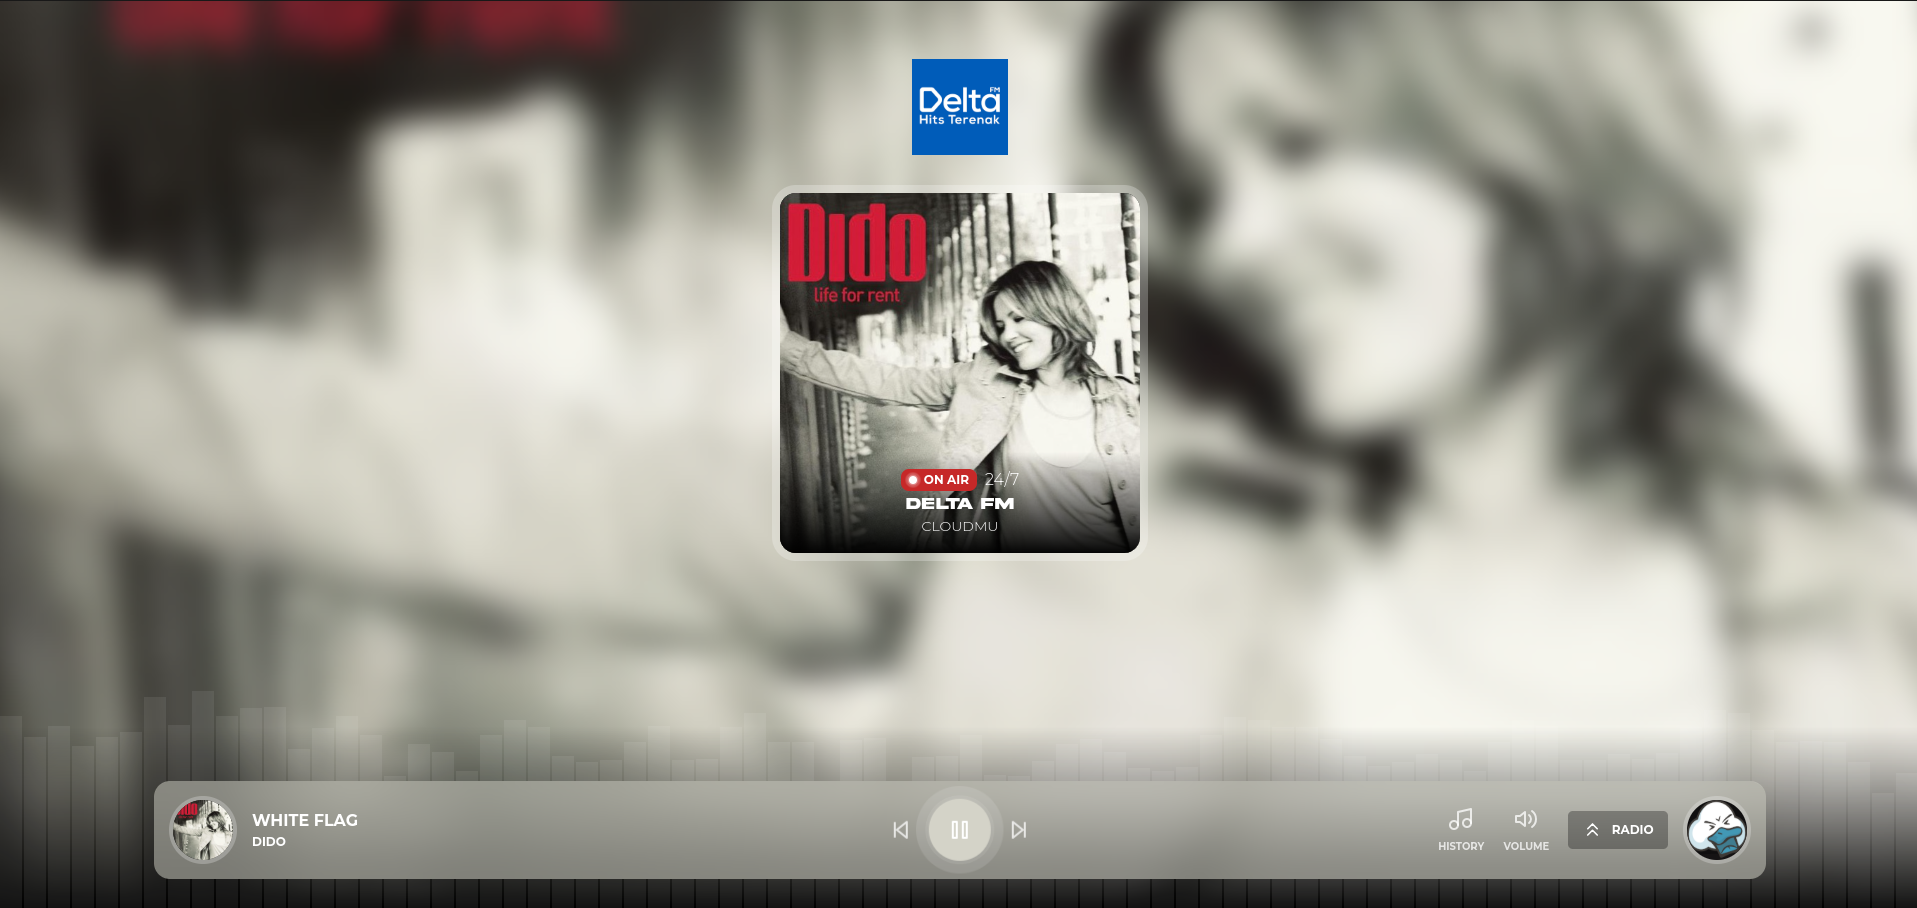 Delta FM
Hits Terenak
Dido
life for rent
ON AIR 24/7
DELTA FM
CLOUDMU
WHITE FLAG
DIDO
HISTORY
VOLUME
RADIO